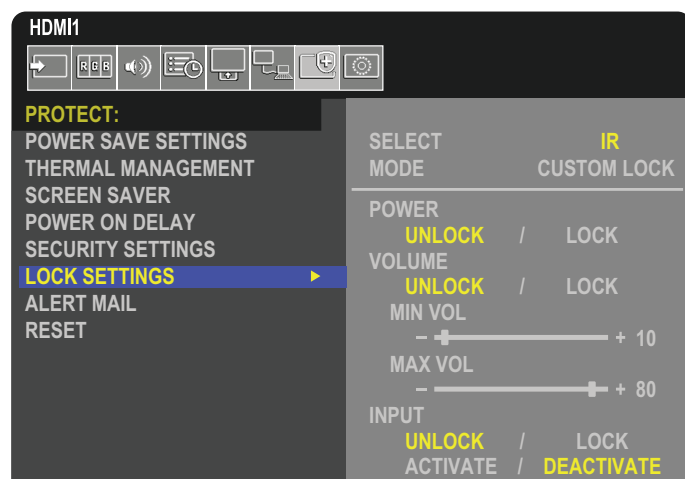 HDMI1
R G B
PROTECT:
POWER SAVE SETTINGS
THERMAL MANAGEMENT
SCREEN SAVER
POWER ON DELAY
SECURITY SETTINGS
LOCK SETTINGS
ALERT MAIL
RESET
SELECT IR
MODE CUSTOM LOCK
POWER
UNLOCK / LOCK
VOLUME
UNLOCK / LOCK
MIN VOL
− + 10
MAX VOL
− + 80
INPUT
UNLOCK / LOCK
ACTIVATE / DEACTIVATE